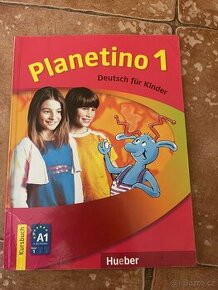 Planetino 1
Deutsch für Kinder
Kursbuch
A1
Hueber